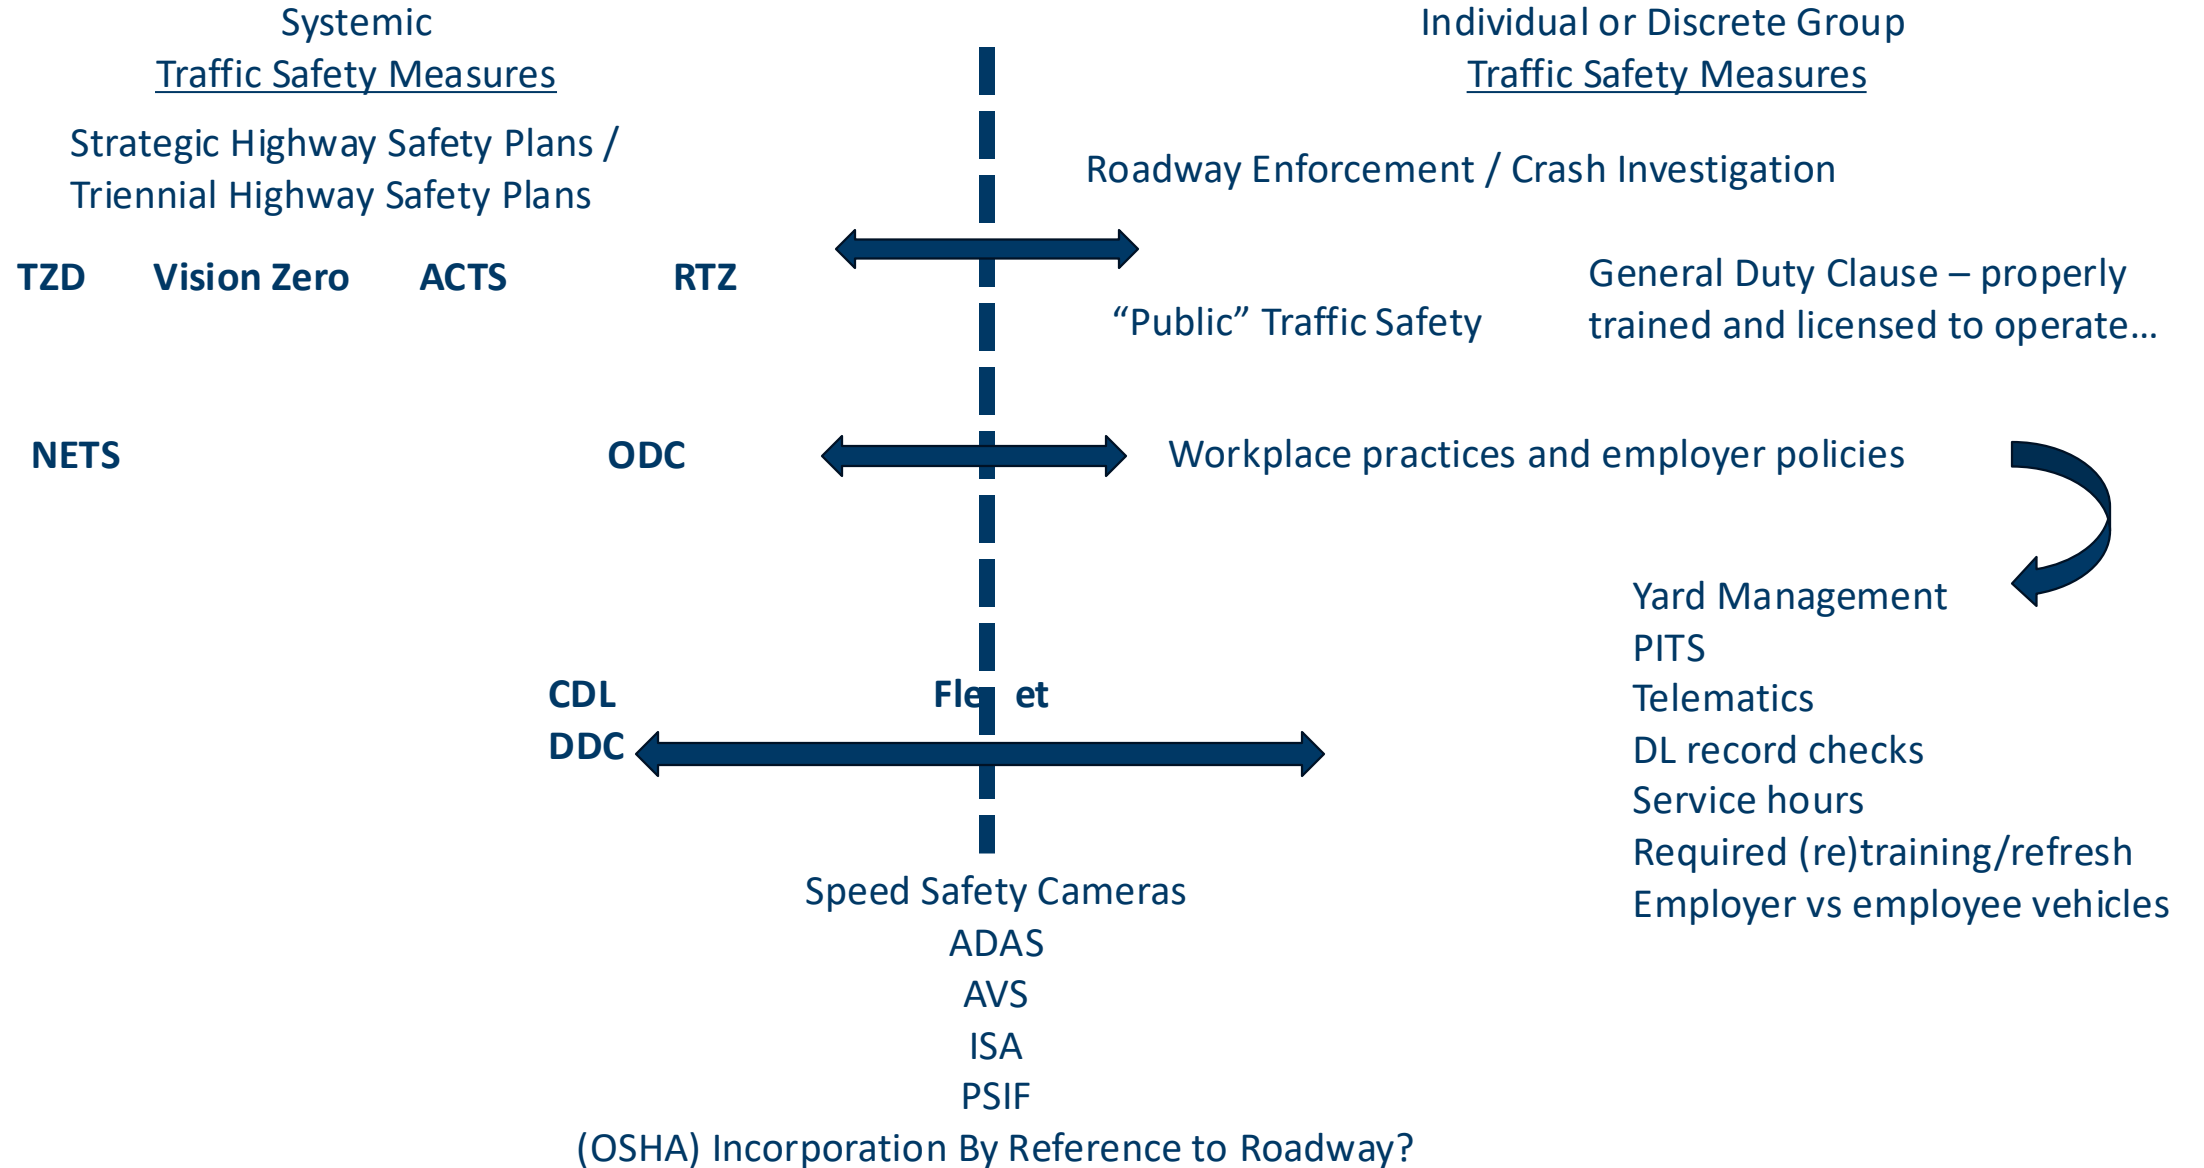 Systemic
Traffic Safety Measures
Individual or Discrete Group
Traffic Safety Measures
Strategic Highway Safety Plans /
Triennial Highway Safety Plans
Roadway Enforcement / Crash Investigation
TZD Vision Zero ACTS RTZ
General Duty Clause – properly
trained and licensed to operate...
“Public” Traffic Safety
NETS ODC
Workplace practices and employer policies
Yard Management
PITS
Telematics
DL record checks
Service hours
Required (re)training/refresh
Employer vs employee vehicles
CDL
DDC
Fle et
Speed Safety Cameras
ADAS
AVS
ISA
PSIF
(OSHA) Incorporation By Reference to Roadway?